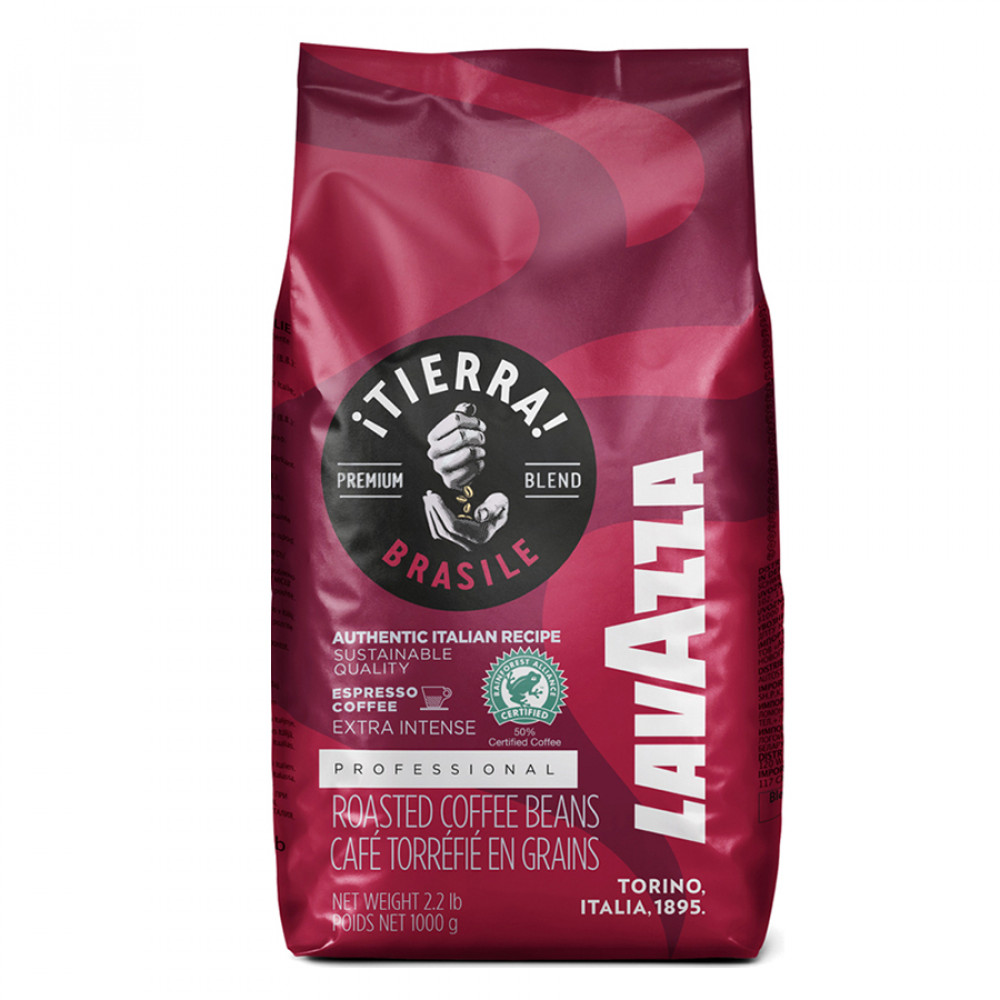 ¡TIERRA!
PREMIUM
BLEND
BRASILE
AUTHENTIC ITALIAN RECIPE
SUSTAINABLE
QUALITY
ESPRESSO
COFFEE
EXTRA INTENSE
RAINFOREST ALLIANCE
CERTIFIED
50%
Certified Coffee
PROFESSIONAL
ROASTED COFFEE BEANS
CAFÉ TORRÉFIÉ EN GRAINS
NET WEIGHT 2.2 lb
POIDS NET 1000 g
LAVAZZA
TORINO,
ITALIA, 1895.